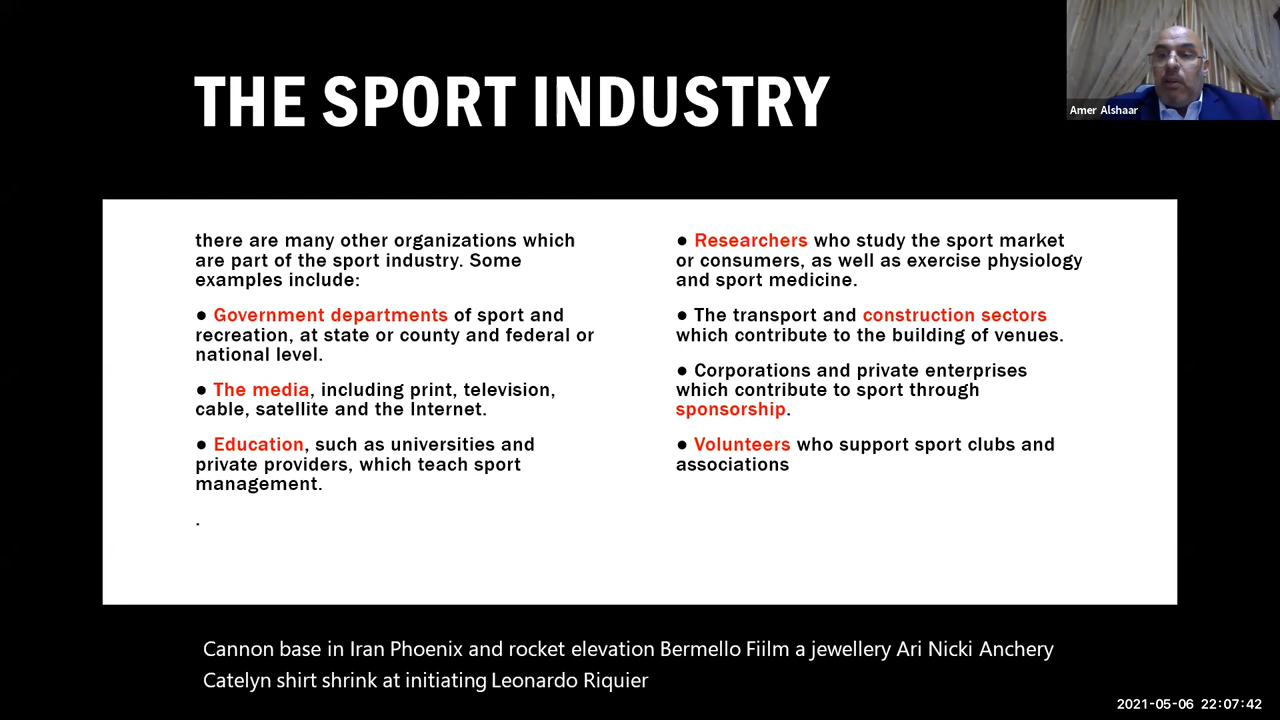 THE SPORT INDUSTRY
Amer Alshaar
there are many other organizations which
are part of the sport industry. Some
examples include:
● Government departments of sport and
recreation, at state or county and federal or
national level.
● The media, including print, television,
cable, satellite and the Internet.
● Education, such as universities and
private providers, which teach sport
management.
.
● Researchers who study the sport market
or consumers, as well as exercise physiology
and sport medicine.
● The transport and construction sectors
which contribute to the building of venues.
● Corporations and private enterprises
which contribute to sport through
sponsorship.
● Volunteers who support sport clubs and
associations
Cannon base in Iran Phoenix and rocket elevation Bermello Fiilm a jewellery Ari Nicki Anchery
Catelyn shirt shrink at initiating Leonardo Riquier
2021-05-06 22:07:42